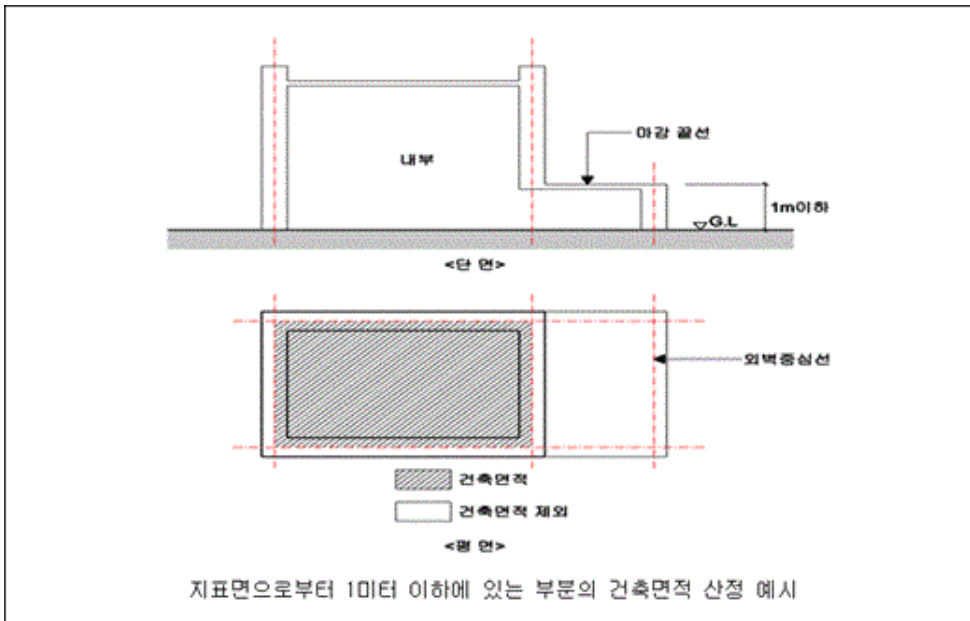 내부
마감 끝선
1m이하
G.L
<단 면>
외벽중심선
건축면적
건축면적 제외
<평 면>
지표면으로부터 1미터 이하에 있는 부분의 건축면적 산정 예시